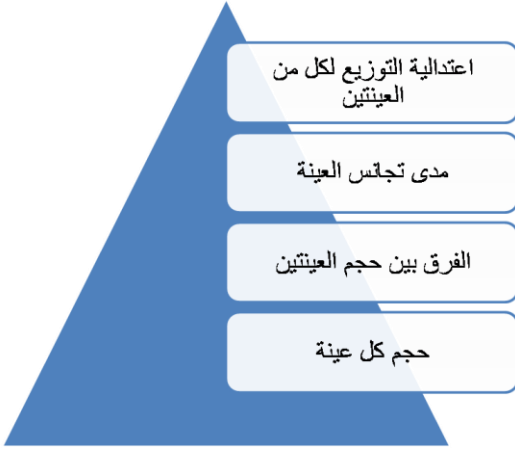 اعتدالية التوزيع لكل من
العينتين
مدى تجانس العينة
الفرق بين حجم العينتين
حجم كل عينة